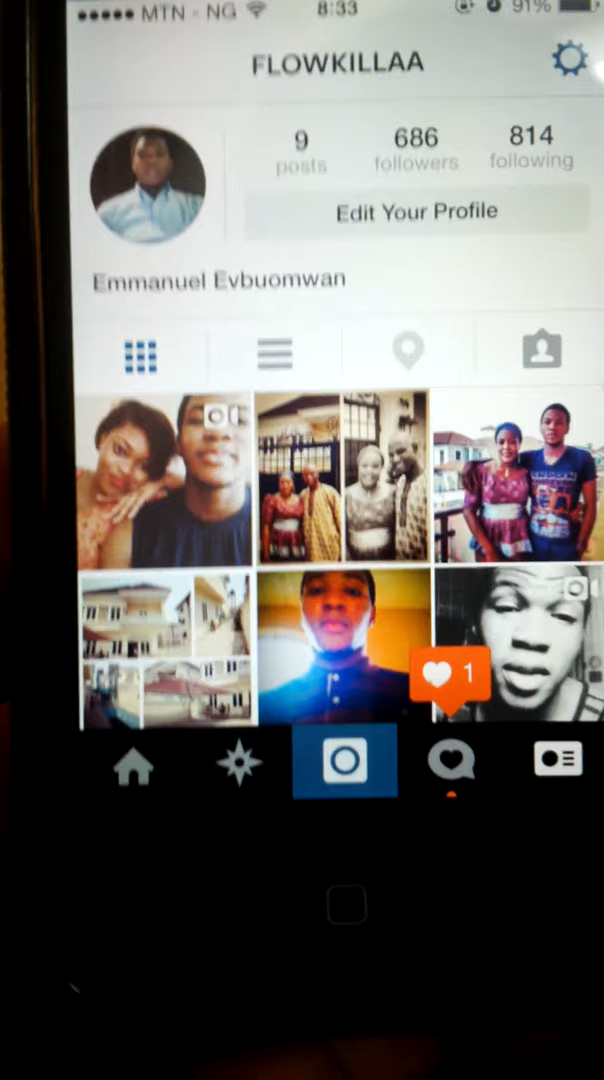 MTN - NG 8:33 91%
FLOWKILLAA
9 686 814
posts followers following
Edit Your Profile
Emmanuel Evbuomwan
1